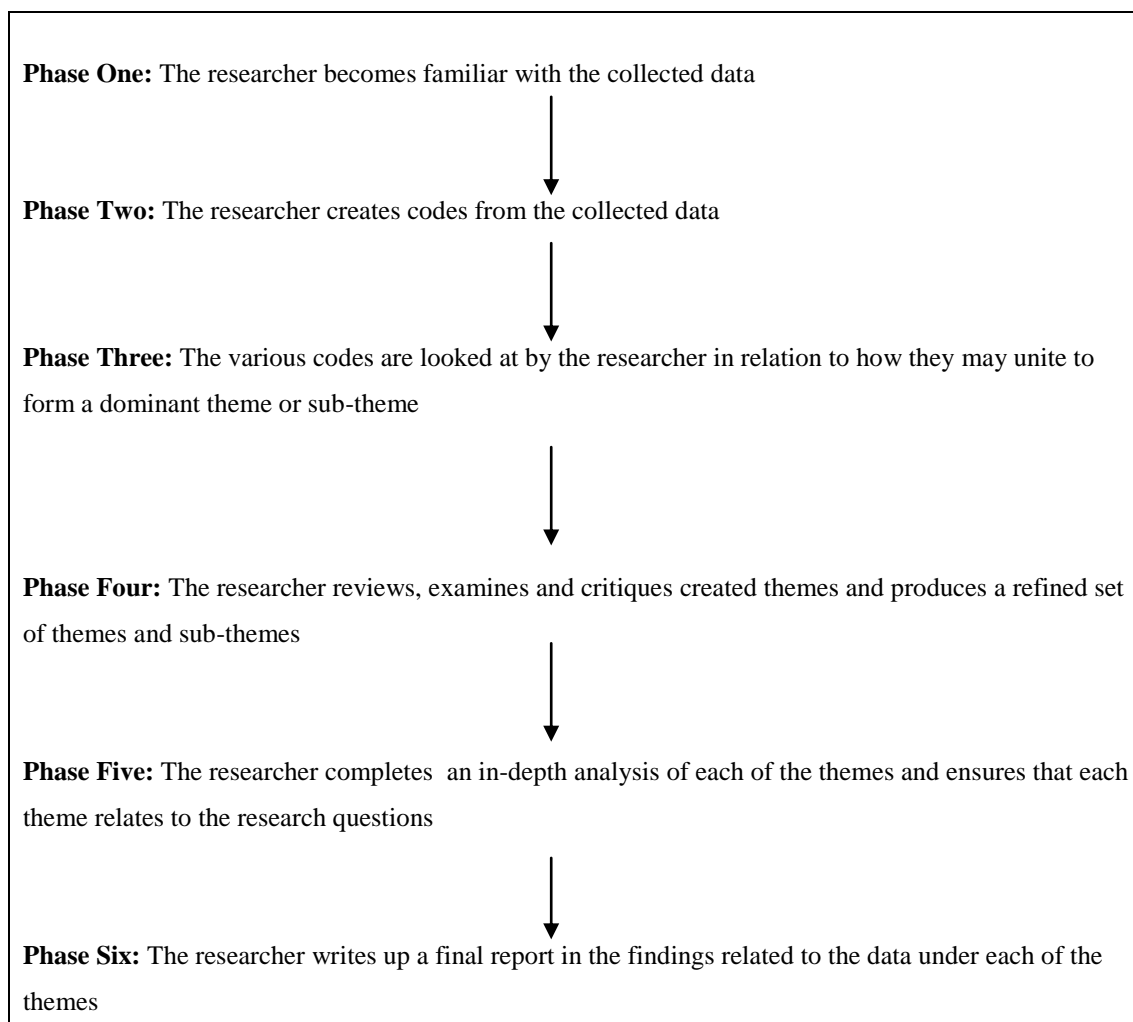 Phase One: The researcher becomes familiar with the collected data
Phase Two: The researcher creates codes from the collected data
Phase Three: The various codes are looked at by the researcher in relation to how they may unite to
form a dominant theme or sub-theme
Phase Four: The researcher reviews, examines and critiques created themes and produces a refined set
of themes and sub-themes
Phase Five: The researcher completes  an in-depth analysis of each of the themes and ensures that each
theme relates to the research questions
Phase Six: The researcher writes up a final report in the findings related to the data under each of the
themes